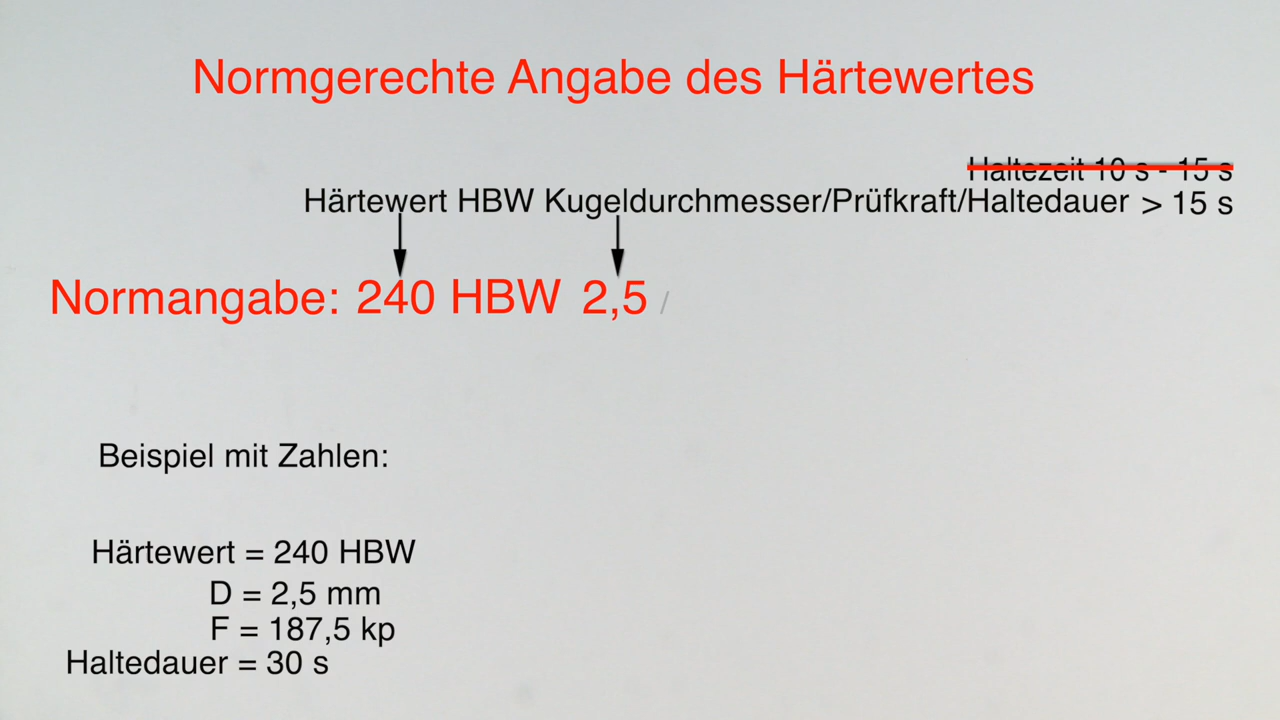 Normgerechte Angabe des Härtewertes
Haltezeit 10 s - 15 s
Härtewert HBW Kugeldurchmesser/Prüfkraft/Haltedauer > 15 s
Normangabe: 240 HBW 2,5 /
Beispiel mit Zahlen:
Härtewert = 240 HBW
D = 2,5 mm
F = 187,5 kp
Haltedauer = 30 s